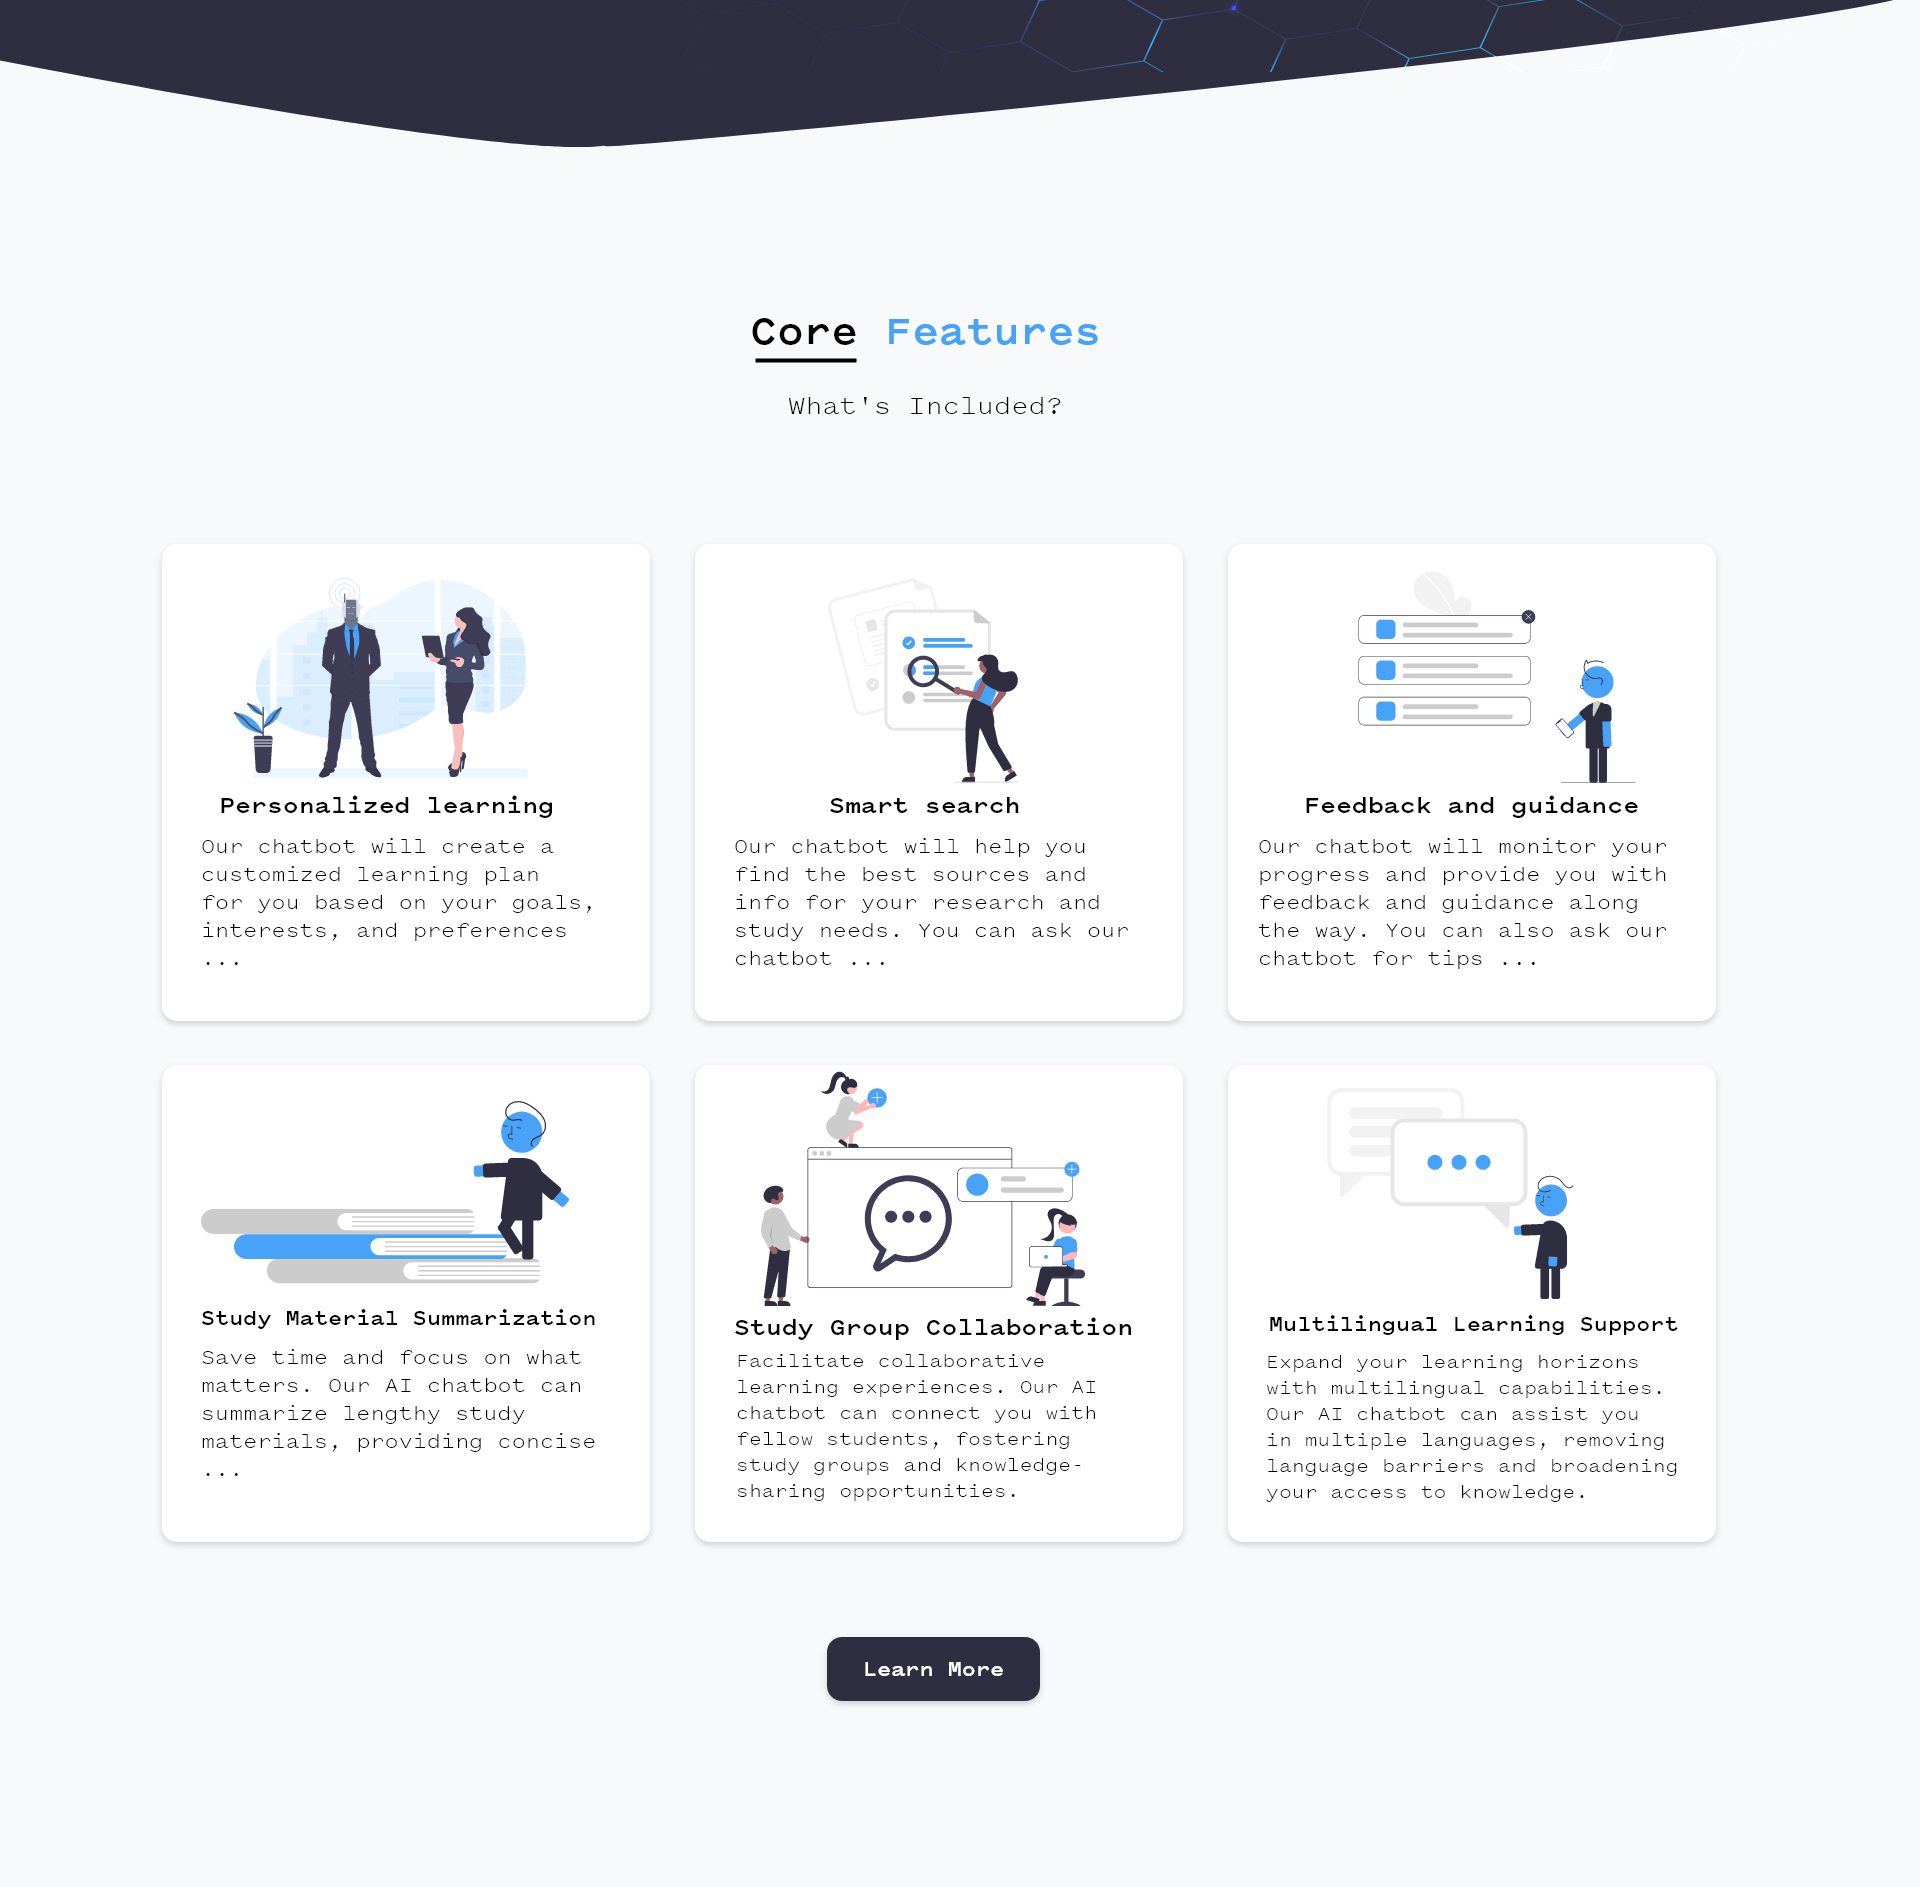 Core Features
What's Included?
Personalized learning
Our chatbot will create a
customized learning plan
for you based on your goals,
interests, and preferences
...
Smart search
Our chatbot will help you
find the best sources and
info for your research and
study needs. You can ask our
chatbot ...
Feedback and guidance
Our chatbot will monitor your
progress and provide you with
feedback and guidance along
the way. You can also ask our
chatbot for tips ...
Study Material Summarization
Save time and focus on what
matters. Our AI chatbot can
summarize lengthy study
materials, providing concise
...
Study Group Collaboration
Facilitate collaborative
learning experiences. Our AI
chatbot can connect you with
fellow students, fostering
study groups and knowledge-
sharing opportunities.
Multilingual Learning Support
Expand your learning horizons
with multilingual capabilities.
Our AI chatbot can assist you
in multiple languages, removing
language barriers and broadening
your access to knowledge.
Learn More